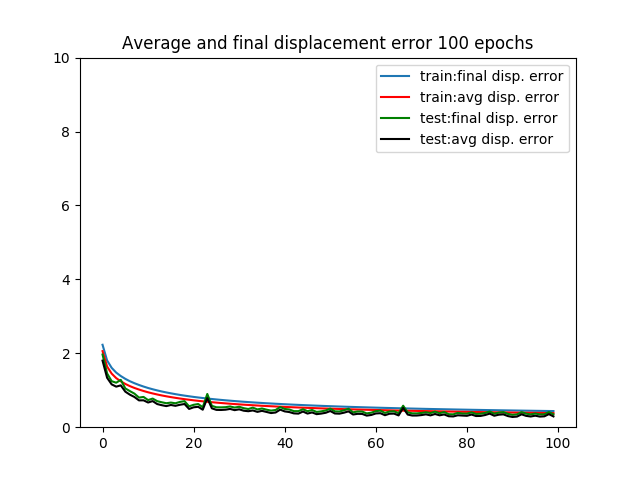 Average and final displacement error 100 epochs
10
8
6
4
2
0
train:final disp. error
train:avg disp. error
test:final disp. error
test:avg disp. error
0 20 40 60 80 100